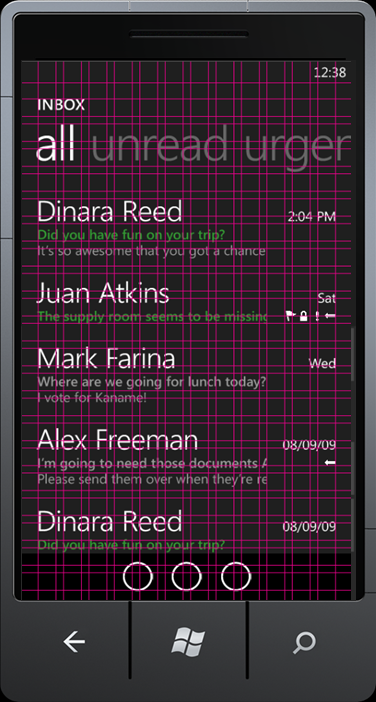 12:38
INBOX
all unread urger
Dinara Reed
2:04 PM
Did you have fun on your trip?
It's so awesome that you got a chance
Juan Atkins
Sat
The supply room seems to be missing
Mark Farina
Wed
Where are we going for lunch today?
I vote for Kaname!
Alex Freeman
08/09/09
I'm going to need those documents A
Please send them over when they're re
Dinara Reed
08/09/09
Did you have fun on your trip?